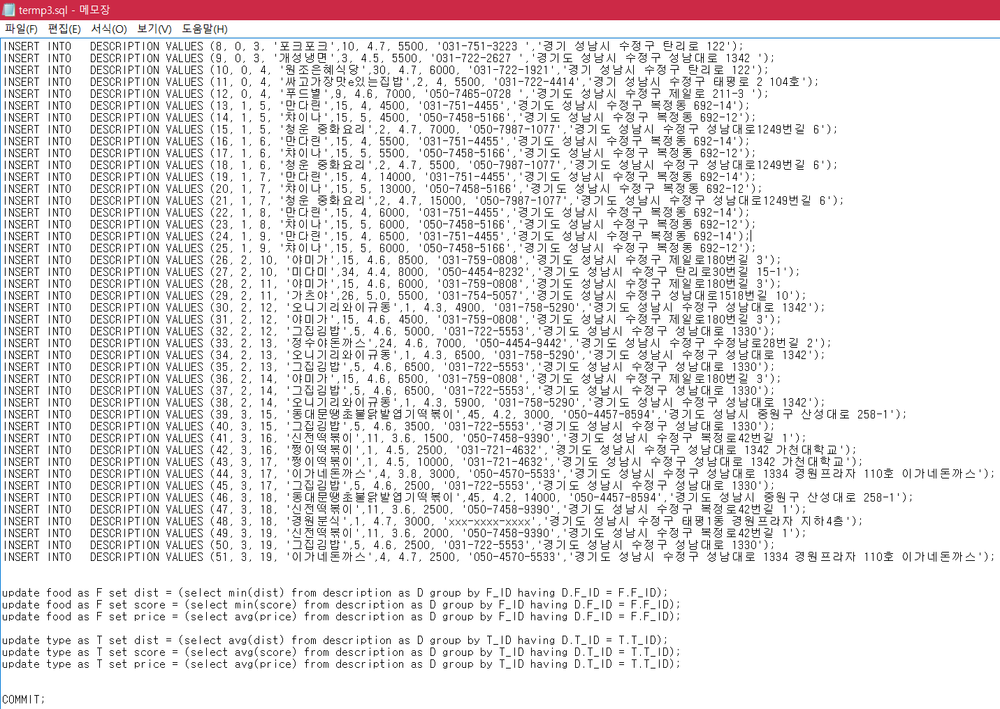 termp3.sql - 메모장
파일(F) 편집(E) 서식(O) 보기(V) 도움말(H)
INSERT INTO   DESCRIPTION VALUES (8, 0, 3, '포크포크',10, 4.7, 5500, '031-751-3223 ','경기 성남시 수정구 탄리로 122');
INSERT INTO   DESCRIPTION VALUES (9, 0, 3, '개성냉면',3, 4.5, 5500, '031-722-2627 ','경기도 성남시 수정구 성남대로 1342 ');
INSERT INTO   DESCRIPTION VALUES (10, 0, 4, '원조은혜식당',30, 4.7, 6000, '031-722-1921','경기 성남시 수정구 탄리로 122');
INSERT INTO   DESCRIPTION VALUES (11, 0, 4, '싸고가장맛e있는집밥',2, 4, 5500, '031-722-4414','경기 성남시 수정구 태평로 2 104호');
INSERT INTO   DESCRIPTION VALUES (12, 0, 4, '푸드별',9, 4.6, 7000, '050-7465-0728 ','경기도 성남시 수정구 제일로 211-3 ');
INSERT INTO   DESCRIPTION VALUES (13, 1, 5, '만다린',15, 4, 4500, '031-751-4455','경기도 성남시 수정구 복정동 692-14');
INSERT INTO   DESCRIPTION VALUES (14, 1, 5, '챠이나',15, 5, 4500, '050-7458-5166','경기도 성남시 수정구 복정동 692-12');
INSERT INTO   DESCRIPTION VALUES (15, 1, 5, '청운 중화요리',2, 4.7, 7000, '050-7987-1077','경기도 성남시 수정구 성남대로1249번길 6');
INSERT INTO   DESCRIPTION VALUES (16, 1, 6, '만다린',15, 4, 5500, '031-751-4455','경기도 성남시 수정구 복정동 692-14');
INSERT INTO   DESCRIPTION VALUES (17, 1, 6, '챠이나',15, 5, 5500, '050-7458-5166','경기도 성남시 수정구 복정동 692-12');
INSERT INTO   DESCRIPTION VALUES (18, 1, 6, '청운 중화요리',2, 4.7, 5500, '050-7987-1077','경기도 성남시 수정구 성남대로1249번길 6');
INSERT INTO   DESCRIPTION VALUES (19, 1, 7, '만다린',15, 4, 14000, '031-751-4455','경기도 성남시 수정구 복정동 692-14');
INSERT INTO   DESCRIPTION VALUES (20, 1, 7, '챠이나',15, 5, 13000, '050-7458-5166','경기도 성남시 수정구 복정동 692-12');
INSERT INTO   DESCRIPTION VALUES (21, 1, 7, '청운 중화요리',2, 4.7, 15000, '050-7987-1077','경기도 성남시 수정구 성남대로1249번길 6');
INSERT INTO   DESCRIPTION VALUES (22, 1, 8, '만다린',15, 4, 6000, '031-751-4455','경기도 성남시 수정구 복정동 692-14');
INSERT INTO   DESCRIPTION VALUES (23, 1, 8, '챠이나',15, 5, 6000, '050-7458-5166','경기도 성남시 수정구 복정동 692-12');
INSERT INTO   DESCRIPTION VALUES (24, 1, 9, '만다린',15, 4, 6500, '031-751-4455','경기도 성남시 수정구 복정동 692-14');
INSERT INTO   DESCRIPTION VALUES (25, 1, 9, '챠이나',15, 5, 6000, '050-7458-5166','경기도 성남시 수정구 복정동 692-12');
INSERT INTO   DESCRIPTION VALUES (26, 2, 10, '야미가',15, 4.6, 8500, '031-759-0808','경기도 성남시 수정구 제일로180번길 3');
INSERT INTO   DESCRIPTION VALUES (27, 2, 10, '미다미',34, 4.4, 8000, '050-4454-8232','경기도 성남시 수정구 탄리로30번길 15-1');
INSERT INTO   DESCRIPTION VALUES (28, 2, 11, '야미가',15, 4.6, 6000, '031-759-0808','경기도 성남시 수정구 제일로180번길 3');
INSERT INTO   DESCRIPTION VALUES (29, 2, 11, '가츠야',26, 5.0, 5500, '031-754-5057','경기도 성남시 수정구 성남대로1518번길 10');
INSERT INTO   DESCRIPTION VALUES (30, 2, 12, '오니기리와이규동',1, 4.3, 4900, '031-758-5290','경기도 성남시 수정구 성남대로 1342');
INSERT INTO   DESCRIPTION VALUES (31, 2, 12, '야미가',15, 4.6, 4500, '031-759-0808','경기도 성남시 수정구 제일로180번길 3');
INSERT INTO   DESCRIPTION VALUES (32, 2, 12, '그집김밥',5, 4.6, 5000, '031-722-5553','경기도 성남시 수정구 성남대로 1330');
INSERT INTO   DESCRIPTION VALUES (33, 2, 13, '정수야돈까스',24, 4.6, 7000, '050-4454-9442','경기도 성남시 수정구 수정남로28번길 2');
INSERT INTO   DESCRIPTION VALUES (34, 2, 13, '오니기리와이규동',1, 4.3, 6500, '031-758-5290','경기도 성남시 수정구 성남대로 1342');
INSERT INTO   DESCRIPTION VALUES (35, 2, 13, '그집김밥',5, 4.6, 6500, '031-722-5553','경기도 성남시 수정구 성남대로 1330');
INSERT INTO   DESCRIPTION VALUES (36, 2, 14, '야미가',15, 4.6, 6500, '031-759-0808','경기도 성남시 수정구 제일로180번길 3');
INSERT INTO   DESCRIPTION VALUES (37, 2, 14, '그집김밥',5, 4.6, 6500, '031-722-5553','경기도 성남시 수정구 성남대로 1330');
INSERT INTO   DESCRIPTION VALUES (38, 2, 14, '오니기리와이규동',1, 4.3, 5900, '031-758-5290','경기도 성남시 수정구 성남대로 1342');
INSERT INTO   DESCRIPTION VALUES (39, 3, 15, '동대문땡초불닭발엽기떡볶이',45, 4.2, 3000, '050-4457-8594','경기도 성남시 중원구 산성대로 258-1');
INSERT INTO   DESCRIPTION VALUES (40, 3, 15, '그집김밥',5, 4.6, 3500, '031-722-5553','경기도 성남시 수정구 성남대로 1330');
INSERT INTO   DESCRIPTION VALUES (41, 3, 16, '신전떡볶이',11, 3.6, 1500, '050-7458-9390','경기도 성남시 수정구 복정로42번길 1');
INSERT INTO   DESCRIPTION VALUES (42, 3, 16, '쩡이떡볶이',1, 4.5, 2500, '031-721-4632','경기도 성남시 수정구 성남대로 1342 가천대학교');
INSERT INTO   DESCRIPTION VALUES (43, 3, 17, '쩡이떡볶이',1, 4.5, 10000, '031-721-4632','경기도 성남시 수정구 성남대로 1342 가천대학교');
INSERT INTO   DESCRIPTION VALUES (44, 3, 17, '이가네돈까스',4, 3.8, 3000, '050-4570-5533','경기도 성남시 수정구 성남대로 1334 경원프라자 110호 이가네돈까스');
INSERT INTO   DESCRIPTION VALUES (45, 3, 17, '그집김밥',5, 4.6, 2500, '031-722-5553','경기도 성남시 수정구 성남대로 1330');
INSERT INTO   DESCRIPTION VALUES (46, 3, 18, '동대문땡초불닭발엽기떡볶이',45, 4.2, 14000, '050-4457-8594','경기도 성남시 중원구 산성대로 258-1');
INSERT INTO   DESCRIPTION VALUES (47, 3, 18, '신전떡볶이',11, 3.6, 2500, '050-7458-9390','경기도 성남시 수정구 복정로42번길 1');
INSERT INTO   DESCRIPTION VALUES (48, 3, 18, '경원분식',1, 4.7, 3000, 'xxx-xxxx-xxxx','경기도 성남시 수정구 태평1동 경원프라자 지하4층');
INSERT INTO   DESCRIPTION VALUES (49, 3, 19, '신전떡볶이',11, 3.6, 2000, '050-7458-9390','경기도 성남시 수정구 복정로42번길 1');
INSERT INTO   DESCRIPTION VALUES (50, 3, 19, '그집김밥',5, 4.6, 2500, '031-722-5553','경기도 성남시 수정구 성남대로 1330');
INSERT INTO   DESCRIPTION VALUES (51, 3, 19, '이가네돈까스',4, 4.7, 2500, '050-4570-5533','경기도 성남시 수정구 성남대로 1334 경원프라자 110호 이가네돈까스');
update food as F set dist = (select min(dist) from description as D group by F_ID having D.F_ID = F.F_ID);
update food as F set score = (select min(score) from description as D group by F_ID having D.F_ID = F.F_ID);
update food as F set price = (select avg(price) from description as D group by F_ID having D.F_ID = F.F_ID);
update type as T set dist = (select avg(dist) from description as D group by T_ID having D.T_ID = T.T_ID);
update type as T set score = (select avg(score) from description as D group by T_ID having D.T_ID = T.T_ID);
update type as T set price = (select avg(price) from description as D group by T_ID having D.T_ID = T.T_ID);
COMMIT;